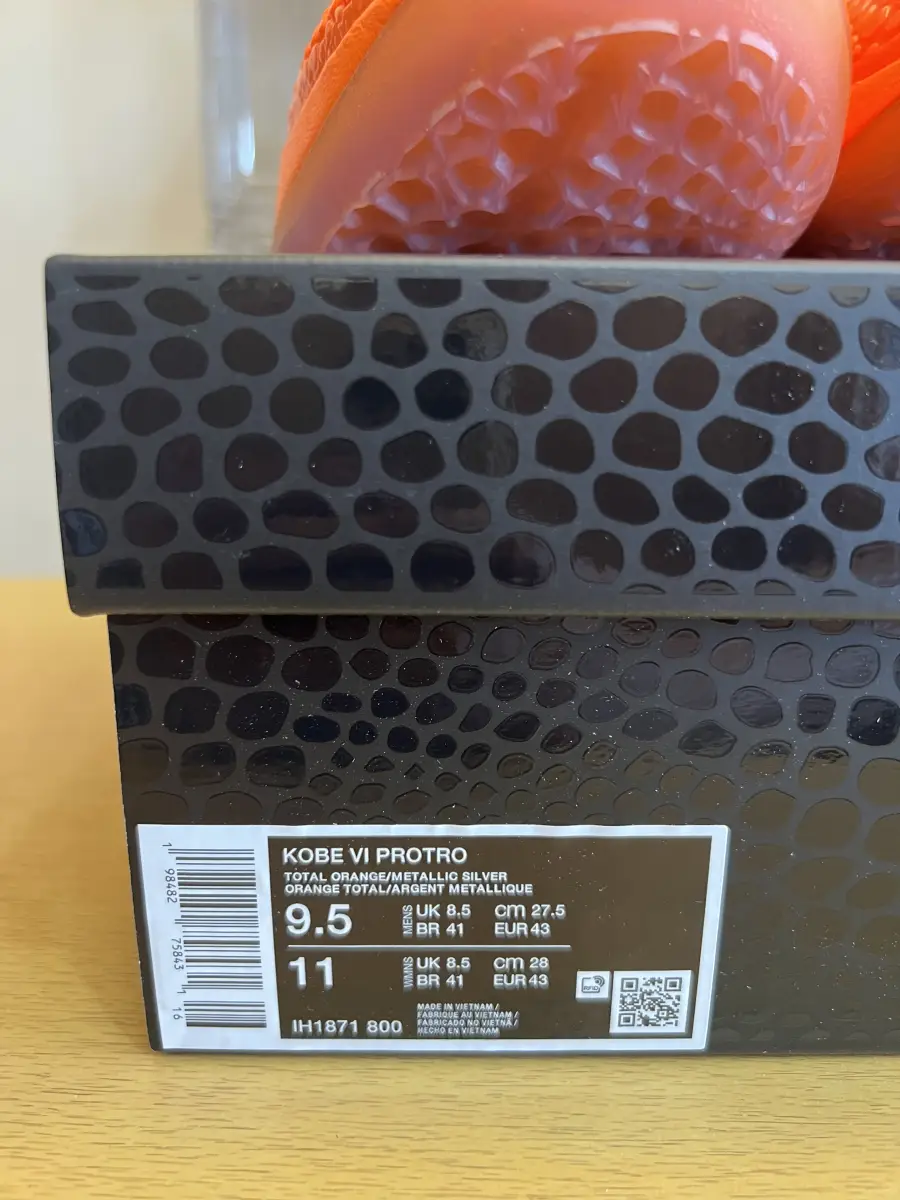 KOBE VI PROTRO
TOTAL ORANGE/METALLIC SILVER
ORANGE TOTAL/ARGENT METALLIQUE
9.5 MENS UK 8.5 CM 27.5
BR 41 EUR 43
11 WMNS UK 8.5 CM 28
BR 41 EUR 43
IH1871 800
MADE IN VIETNAM /
FABRIQUE AU VIETNAM /
FABRICADO NO VIETNÃ /
HECHO EN VIETNAM
RFID
1 98482 75843 1 16